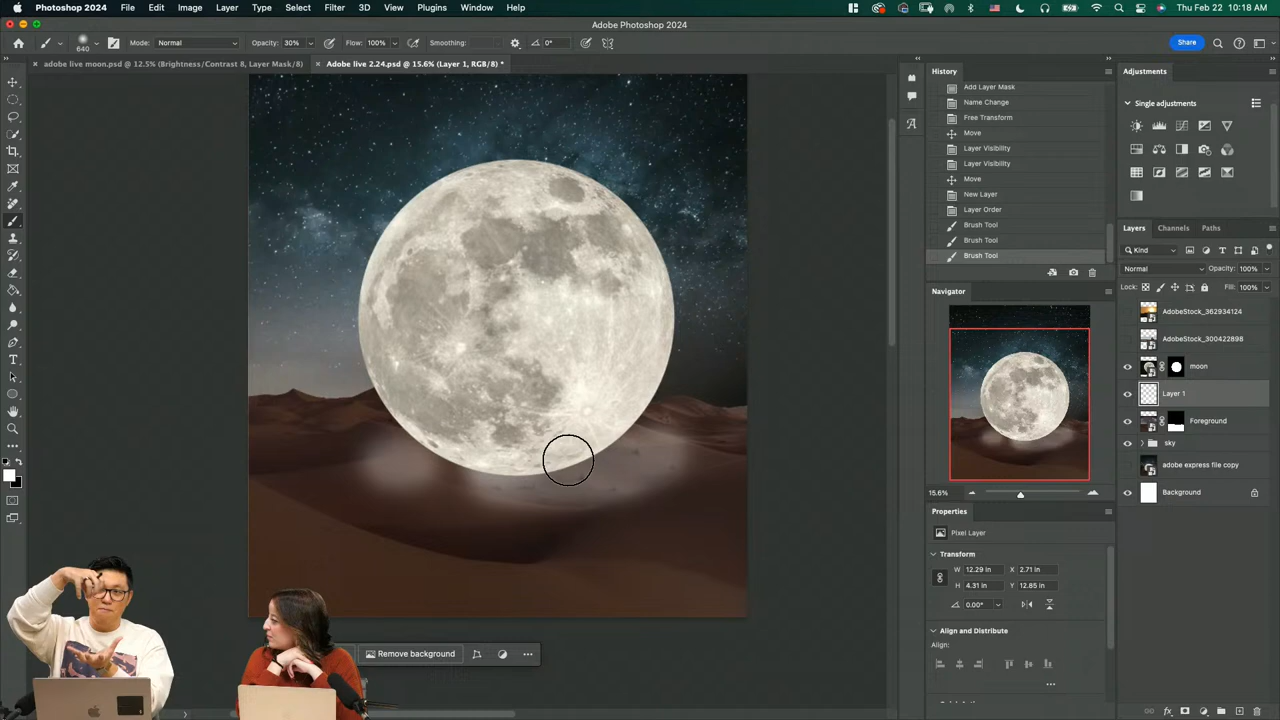 Photoshop 2024 File Edit Image Layer Type Select Filter 3D View Plugins Window Help Thu Feb 22 10:18 AM
Adobe Photoshop 2024
640 Mode: Normal Opacity: 30% Flow: 100% Smoothing: 0° Share
adobe live moon.psd @ 12.5% (Brightness/Contrast 8, Layer Mask/8) Adobe live 2.24.psd @ 15.6% (Layer 1, RGB/8) *
History
Add Layer Mask
Name Change
Free Transform
Move
Layer Visibility
Layer Visibility
Move
New Layer
Layer Order
Brush Tool
Brush Tool
Brush Tool
Navigator
15.6%
Properties
Pixel Layer
Transform
W 12.29 in X 2.71 in
H 4.31 in Y 12.85 in
0.00°
Align and Distribute
Align:
Adjustments
Single adjustments
Layers Channels Paths
Kind
Normal Opacity: 100%
Lock: Fill: 100%
AdobeStock_362934124
AdobeStock_300422898
moon
Layer 1
Foreground
sky
adobe express file copy
Background
Remove background